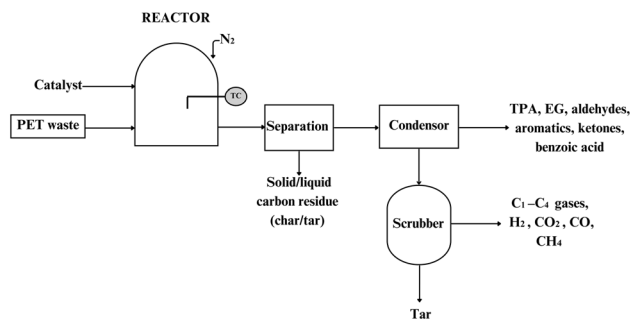 REACTOR
N₂
Catalyst
TC
PET waste
Separation
Condensor
TPA, EG, aldehydes,
aromatics, ketones,
benzoic acid
Solid/liquid
carbon residue
(char/tar)
Scrubber
C₁ –C₄ gases,
H₂ , CO₂ , CO,
CH₄
Tar